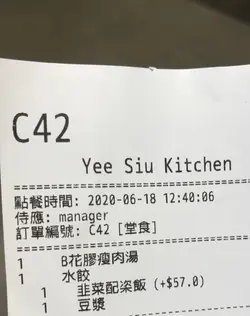 C42
Yee Siu Kitchen
點餐時間: 2020-06-18 12:40:06
侍應: manager
訂單編號: C42 [堂食]
1 B花膠瘦肉湯
1 水餃
1 韭菜配淥飯 (+$57.0)
1 豆漿